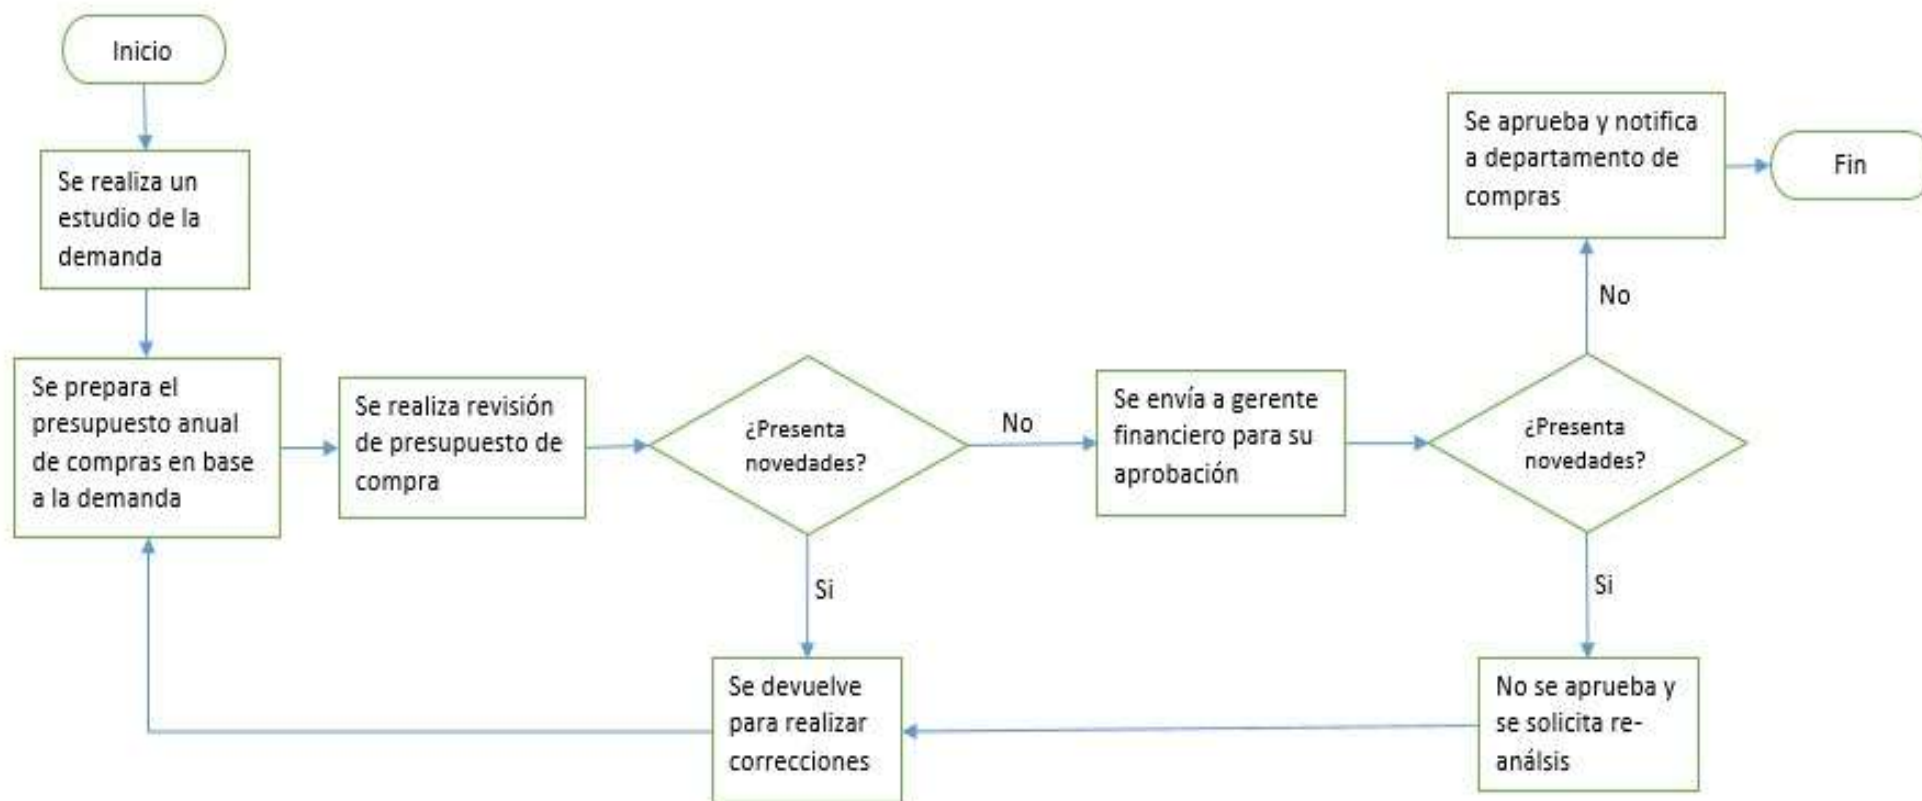 Inicio
Se realiza un
estudio de la
demanda
Se prepara el
presupuesto anual
de compras en base
a la demanda
Se realiza revisión
de presupuesto de
compra
¿Presenta
novedades?
No
Si
Se devuelve
para realizar
correcciones
Se envía a gerente
financiero para su
aprobación
¿Presenta
novedades?
No
Se aprueba y notifica
a departamento de
compras
Fin
Si
No se aprueba y
se solicita re-
análsis